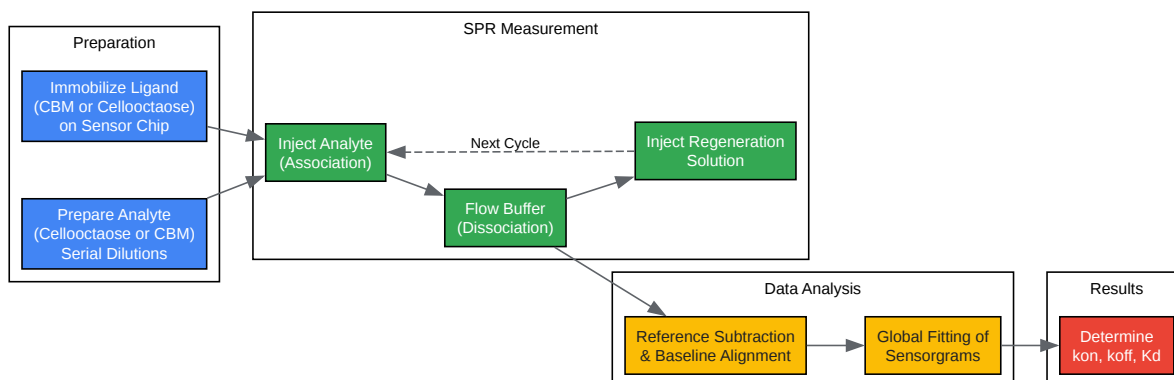 Preparation
Immobilize Ligand
(CBM or Cellooctaose)
on Sensor Chip
Prepare Analyte
(Cellooctaose or CBM)
Serial Dilutions
SPR Measurement
Inject Analyte
(Association)
Next Cycle
Inject Regeneration
Solution
Flow Buffer
(Dissociation)
Data Analysis
Reference Subtraction
& Baseline Alignment
Global Fitting of
Sensorgrams
Results
Determine
kon, koff, Kd